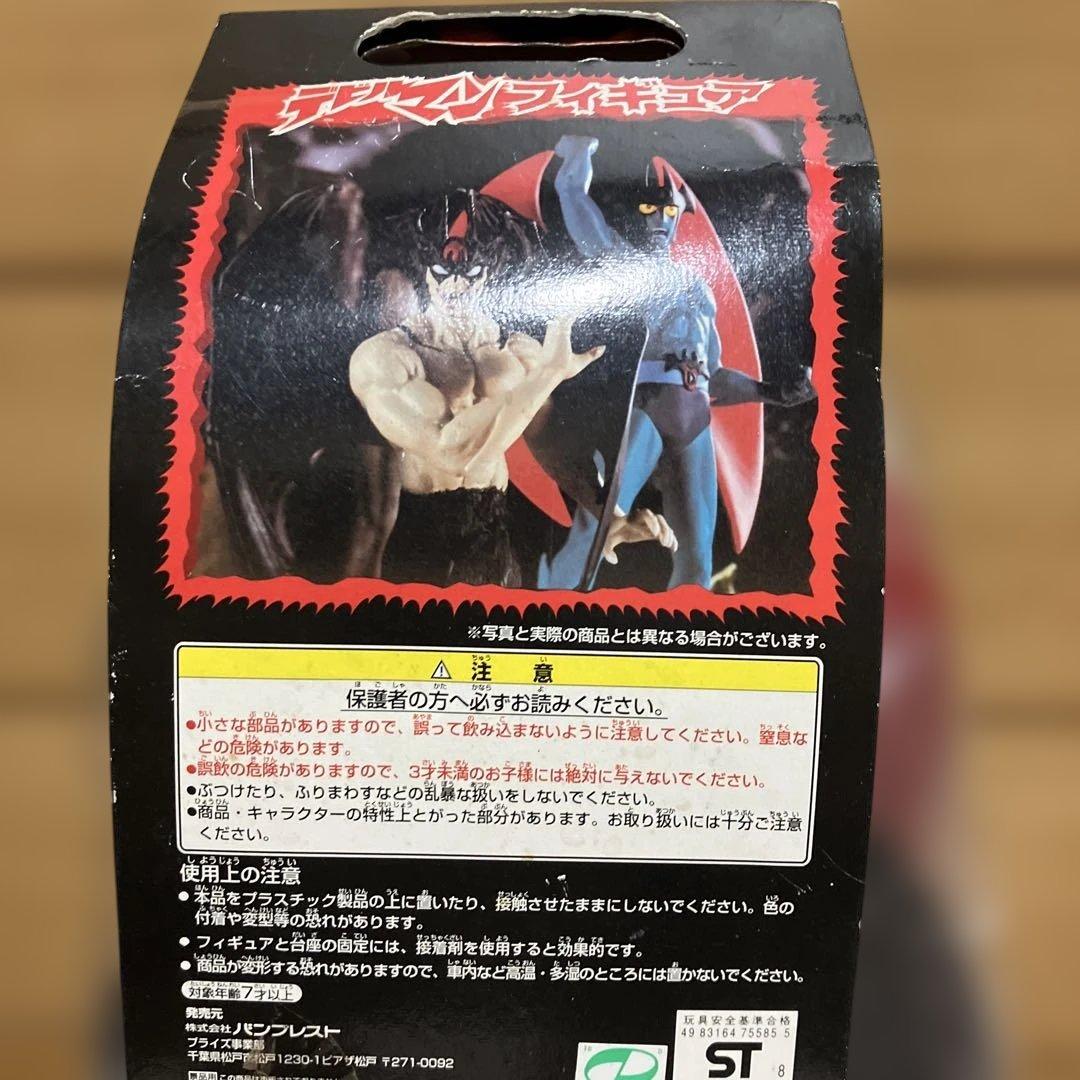 デビルマンフィギュア
※写真と実際の商品とは異なる場合がございます。
⚠注意
保護者の方へ必ずお読みください。
●小さな部品がありますので、誤って飲み込まないように注意してください。窒息な
どの危険があります。
●誤飲の危険がありますので、3才未満のお子様には絶対に与えないでください。
●ぶつけたり、ふりまわすなどの乱暴な扱いをしないでください。
●商品・キャラクターの特性上とがった部分があります。お取り扱いには十分ご注意
ください。
使用上の注意
●本品をプラスチック製品の上に置いたり、接触させたままにしないでください。色の
付着や変型等の恐れがあります。
●フィギュアと台座の固定には、接着剤を使用すると効果的です。
●商品が変形する恐れがありますので、車内など高温・多湿のところには置かないでください。
対象年齢7才以上
発売元
株式会社バンプレスト
プライズ事業部
千葉県松戸市松戸1230-1ピアザ松戸 〒271-0092
玩具安全基準合格
4983164755855
ST
8